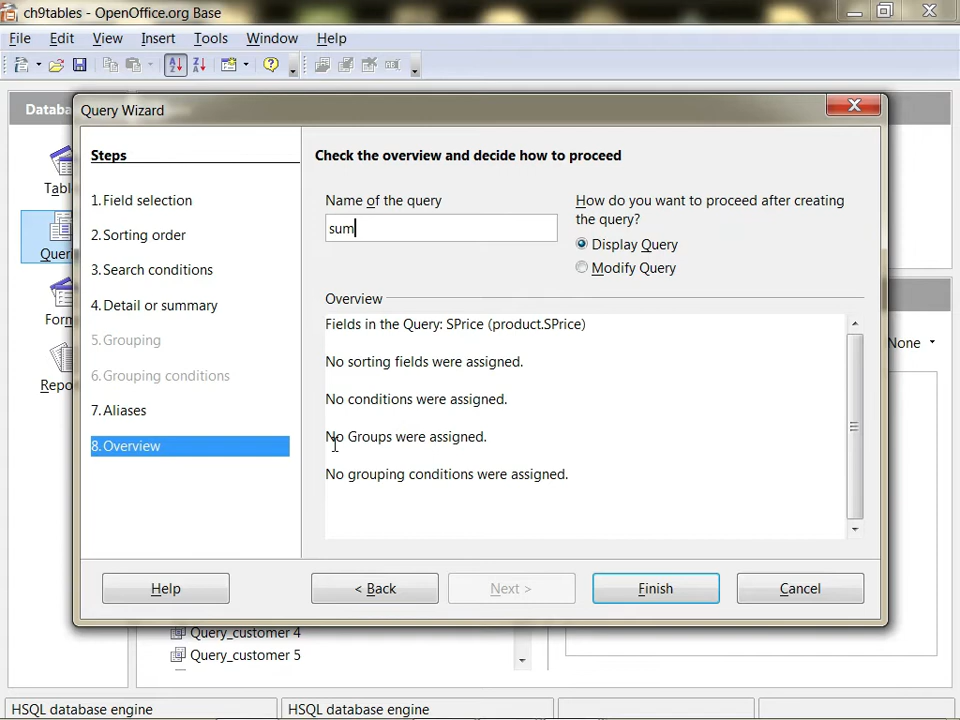 ch9tables - OpenOffice.org Base
File Edit View Insert Tools Window Help
Databa
Query Wizard
Steps
1. Field selection
2. Sorting order
3. Search conditions
4. Detail or summary
5. Grouping
6. Grouping conditions
7. Aliases
8. Overview
Check the overview and decide how to proceed
Name of the query
sum
How do you want to proceed after creating
the query?
Display Query
Modify Query
Overview
Fields in the Query: SPrice (product.SPrice)
No sorting fields were assigned.
No conditions were assigned.
No Groups were assigned.
No grouping conditions were assigned.
Help
< Back
Next >
Finish
Cancel
Tabl
Quer
Form
Repo
None
Query_customer 4
Query_customer 5
HSQL database engine
HSQL database engine